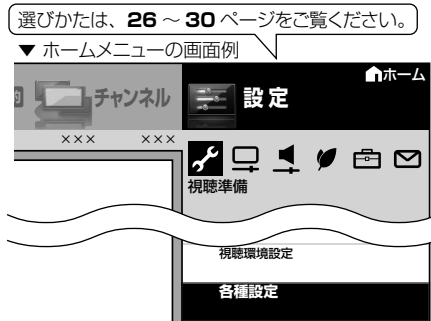 選びかたは、26～30ページをご覧ください。
▼ ホームメニューの画面例
ホーム
チャンネル
設定
××× ×××
視聴準備
視聴環境設定
各種設定